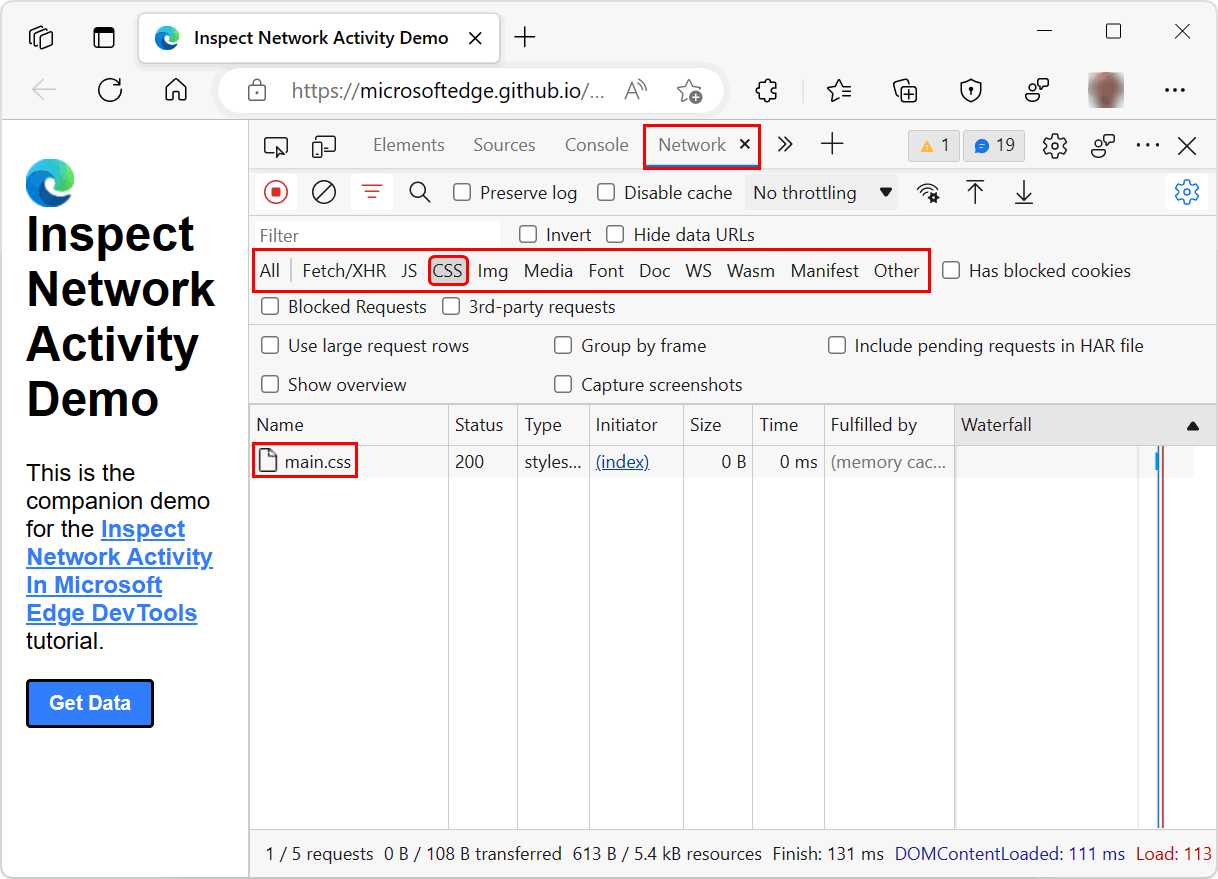 Inspect Network Activity Demo
https://microsoftedge.github.io/...
Inspect
Network
Activity
Demo
This is the
companion demo
for the Inspect
Network Activity
In Microsoft
Edge DevTools
tutorial.
Get Data
Elements Sources Console Network 1 19
Preserve log Disable cache No throttling
Filter Invert Hide data URLs
All Fetch/XHR JS CSS Img Media Font Doc WS Wasm Manifest Other Has blocked cookies
Blocked Requests 3rd-party requests
Use large request rows Group by frame Include pending requests in HAR file
Show overview Capture screenshots
Name Status Type Initiator Size Time Fulfilled by Waterfall
main.css 200 styles... (index) 0 B 0 ms (memory cac...
1 / 5 requests 0 B / 108 B transferred 613 B / 5.4 kB resources Finish: 131 ms DOMContentLoaded: 111 ms Load: 113